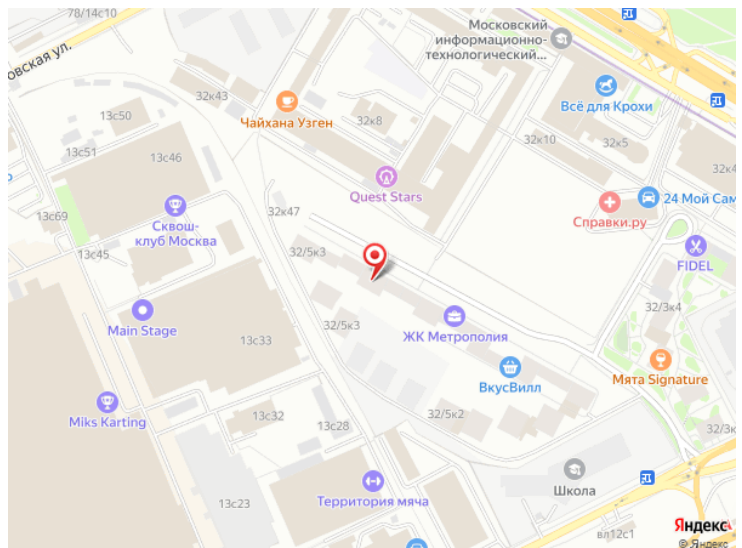 78/14с10
Московский
информационно-
технологический...
овская ул.
32к43
Всё для Крохи
13с50
Чайхана Узген
32к8
32к10
32к5
13с51
13с46
32к4
Quest Stars
24 Мой Сам
13с69
Сквош-
клуб Москва
32к47
Справки.ру
13с45
32/5к3
FIDEL
32/3к4
Main Stage
32/5к3
ЖК Метрополия
13с33
ВкусВилл
Мята Signature
Miks Karting
13с32
32/5к2
13с28
32/3к
Школа
Территория мяча
13с23
Яндекс
вл12с1
© Яндекс